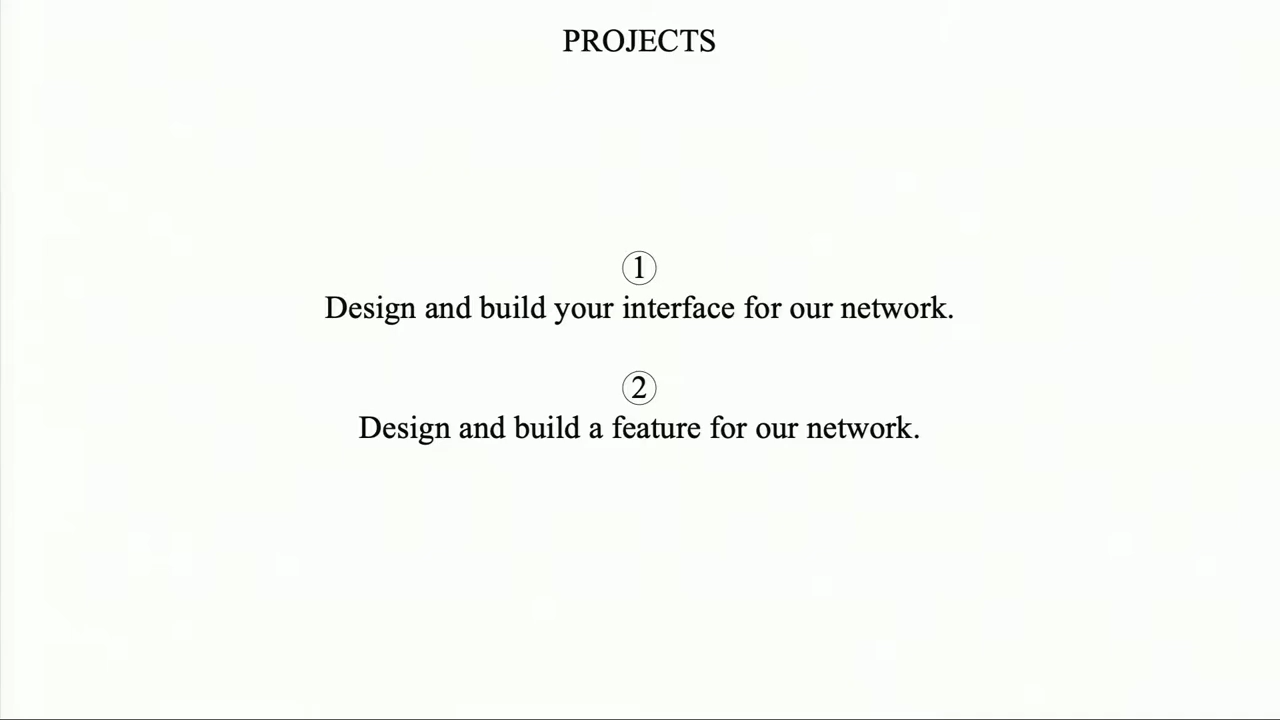 PROJECTS
①
Design and build your interface for our network.
②
Design and build a feature for our network.